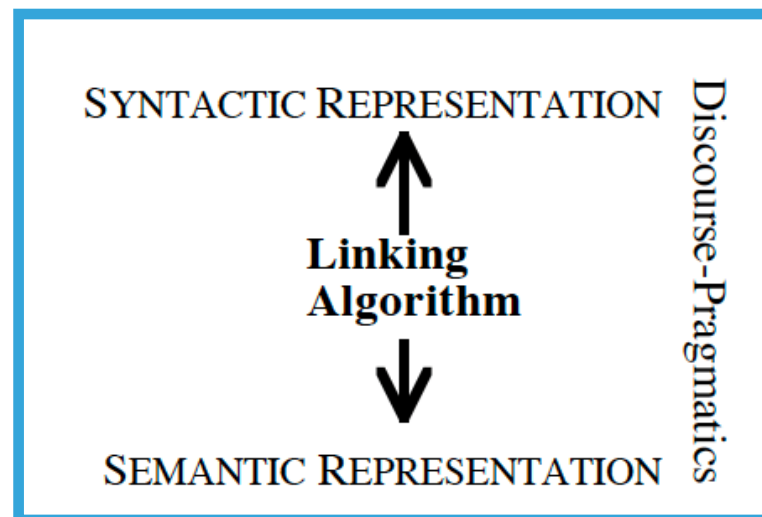 SYNTACTIC REPRESENTATION
Linking
Algorithm
SEMANTIC REPRESENTATION
Discourse-Pragmatics